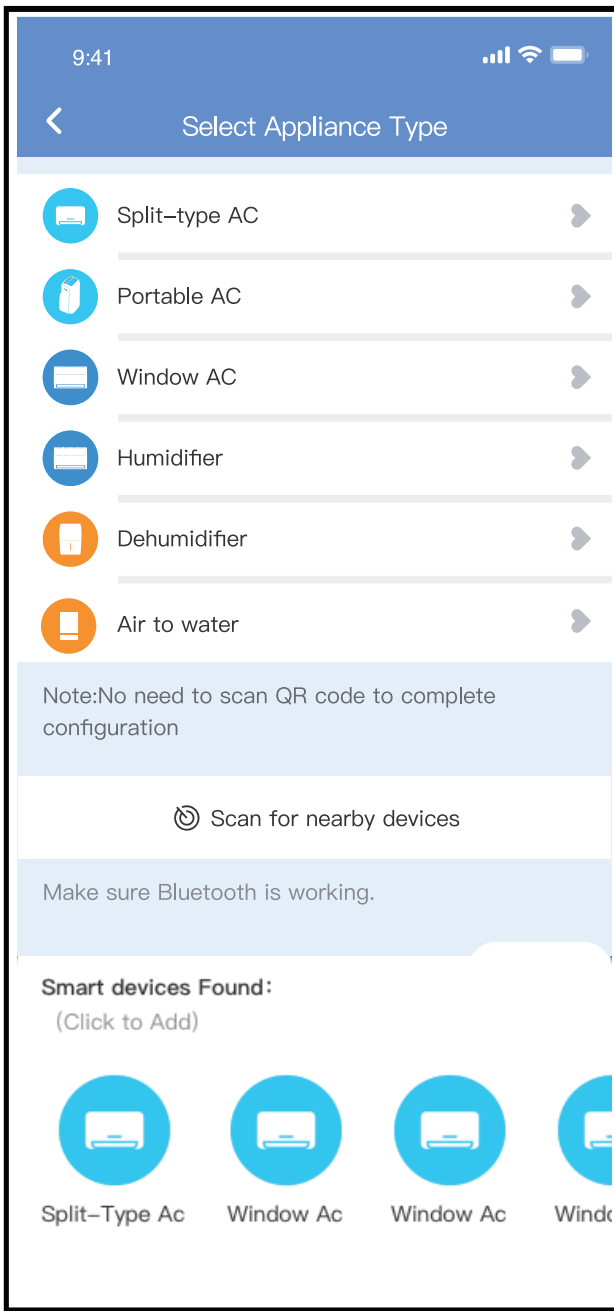 9:41
Select Appliance Type
Split-type AC
Portable AC
Window AC
Humidifier
Dehumidifier
Air to water
Note:No need to scan QR code to complete
configuration
Scan for nearby devices
Make sure Bluetooth is working.
Smart devices Found:
(Click to Add)
Split-Type Ac Window Ac Window Ac